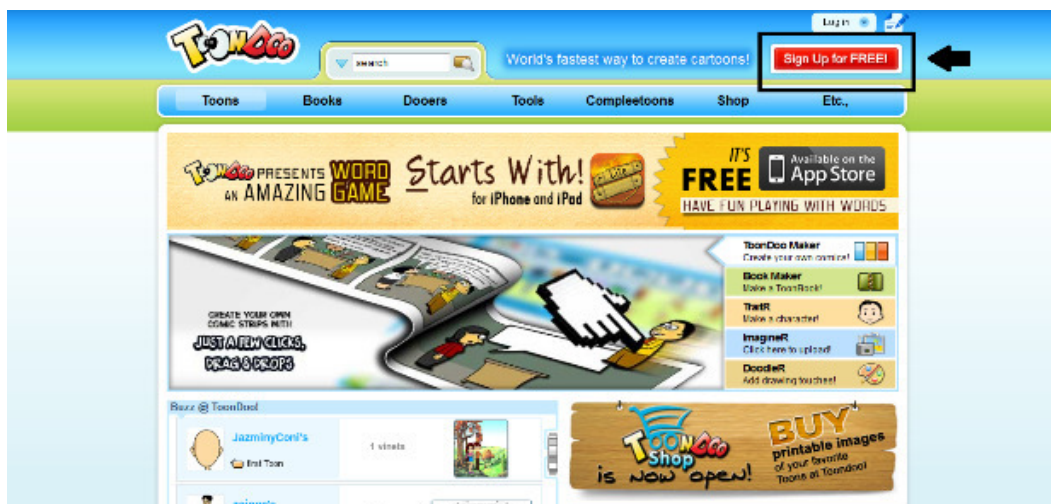 TOONDOO
Log in
search
World's fastest way to create cartoons!
Sign Up for FREE!
Toons Books Dooers Tools Compleetoons Shop Etc.,
TOONDOO PRESENTS
AN AMAZING
WORD
GAME
Starts With!
for iPhone and iPad
Lite
IT'S
FREE
Available on the
App Store
HAVE FUN PLAYING WITH WORDS
CREATE YOUR OWN
COMIC STRIPS WITH
JUST A FEW CLICKS,
DRAG & DROPS
ToonDoo Maker
Create your own comics!
Book Maker
Make a ToonBook!
TraitR
Make a character!
ImagineR
Click here to upload!
DoodleR
Add drawing touches!
Buzz @ ToonDoo!
JazminyConi's
first Toon
TOONDOO
Shop
is now open!
BUY
printable images
of your favorite
Toons at Toondoo!